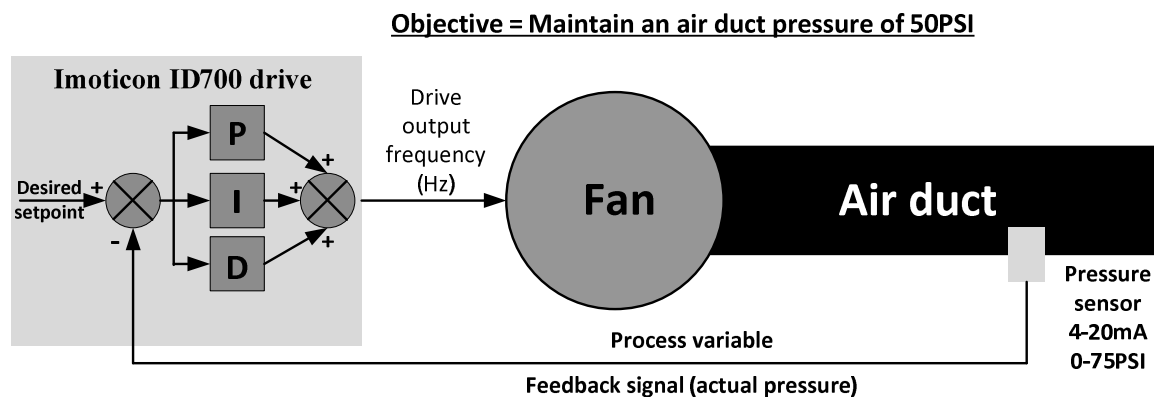 Objective = Maintain an air duct pressure of 50PSI
Imoticon ID700 drive
Desired
setpoint
+
-
P
I
D
+
+
+
Drive
output
frequency
(Hz)
Fan
Air duct
Pressure
sensor
4-20mA
0-75PSI
Process variable
Feedback signal (actual pressure)